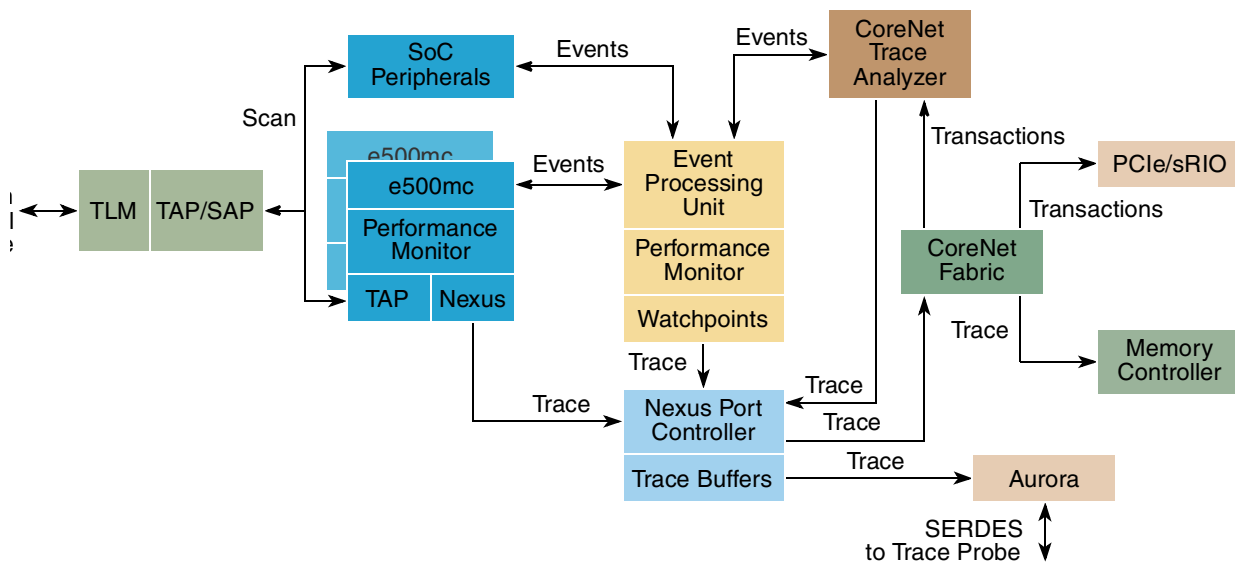 SoC
Peripherals
Events
Events
CoreNet
Trace
Analyzer
Scan
Transactions
PCIe/sRIO
Transactions
e500mc
e500mc
Events
Event
Processing
Unit
TLM
TAP/SAP
Performance
Monitor
Performance
Monitor
CoreNet
Fabric
TAP
Nexus
Watchpoints
Trace
Trace
Memory
Controller
Trace
Trace
Nexus Port
Controller
Trace
Trace Buffers
Trace
Aurora
SERDES
to Trace Probe